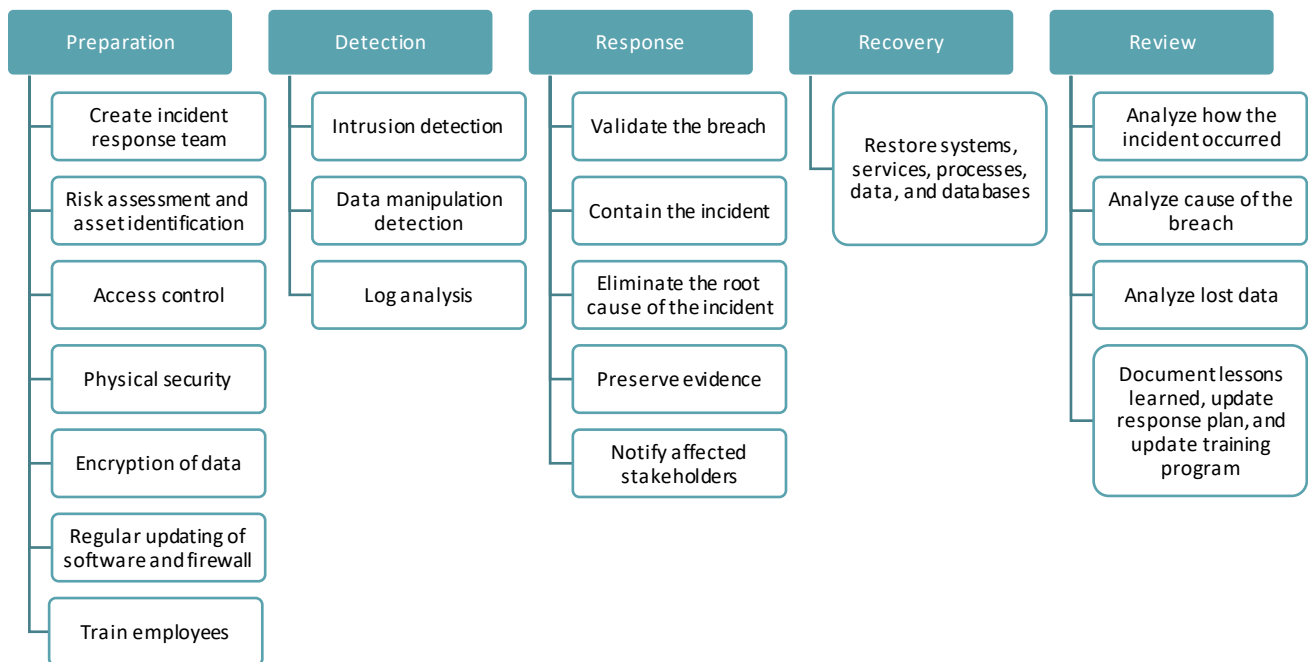 Preparation
Create incident
response team
Risk assessment and
asset identification
Access control
Physical security
Encryption of data
Regular updating of
software and firewall
Train employees
Detection
Intrusion detection
Data manipulation
detection
Log analysis
Response
Validate the breach
Contain the incident
Eliminate the root
cause of the incident
Preserve evidence
Notify affected
stakeholders
Recovery
Restore systems,
services, processes,
data, and databases
Review
Analyze how the
incident occurred
Analyze cause of the
breach
Analyze lost data
Document lessons
learned, update
response plan, and
update training
program